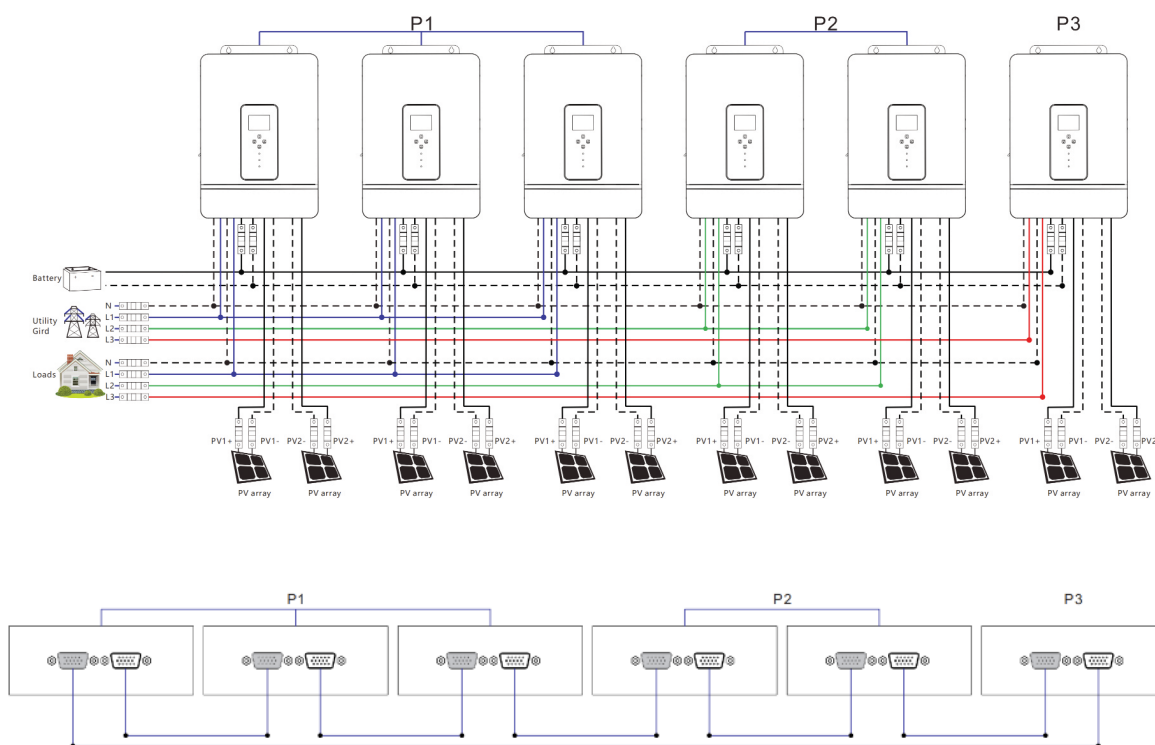 P1 P2 P3
Battery
Utility
Gird
N
L1
L2
L3
Loads
N
L1
L2
L3
PV1+ PV1- PV2- PV2+ PV1+ PV1- PV2- PV2+ PV1+ PV1- PV2- PV2+ PV1+ PV1- PV2- PV2+ PV1+ PV1- PV2- PV2+ PV1+ PV1- PV2- PV2
PV array PV array PV array PV array PV array PV array PV array PV array PV array PV array PV array PV array
P1 P2 P3